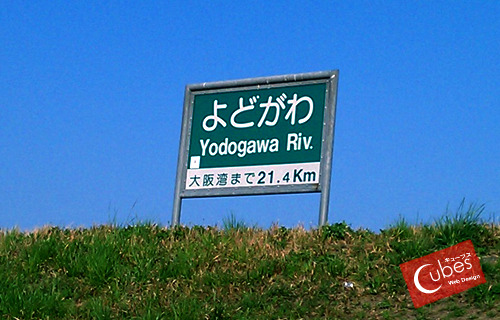 よどがわ
Yodogawa Riv.
大阪湾まで21.4Km
キューブス
Cubes
Web Design